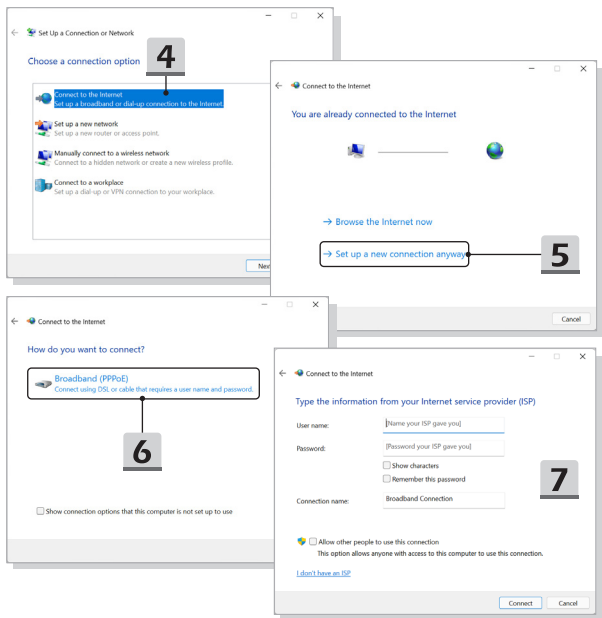 Set Up a Connection or Network
Choose a connection option
4
Connect to the Internet
Set up a broadband or dial-up connection to the Internet.
Set up a new network
Set up a new router or access point.
Manually connect to a wireless network
Connect to a hidden network or create a new wireless profile.
Connect to a workplace
Set up a dial-up or VPN connection to your workplace.
Connect to the Internet
You are already connected to the Internet
→ Browse the Internet now
→ Set up a new connection anyway
5
Cancel
Connect to the Internet
How do you want to connect?
Broadband (PPPoE)
Connect using DSL or cable that requires a user name and password.
6
Show connection options that this computer is not set up to use
Connect to the Internet
Type the information from your Internet service provider (ISP)
User name: [Name your ISP gave you]
Password: [Password your ISP gave you]
Show characters
Remember this password
7
Connection name: Broadband Connection
Allow other people to use this connection
This option allows anyone with access to this computer to use this connection.
I don't have an ISP
Connect Cancel